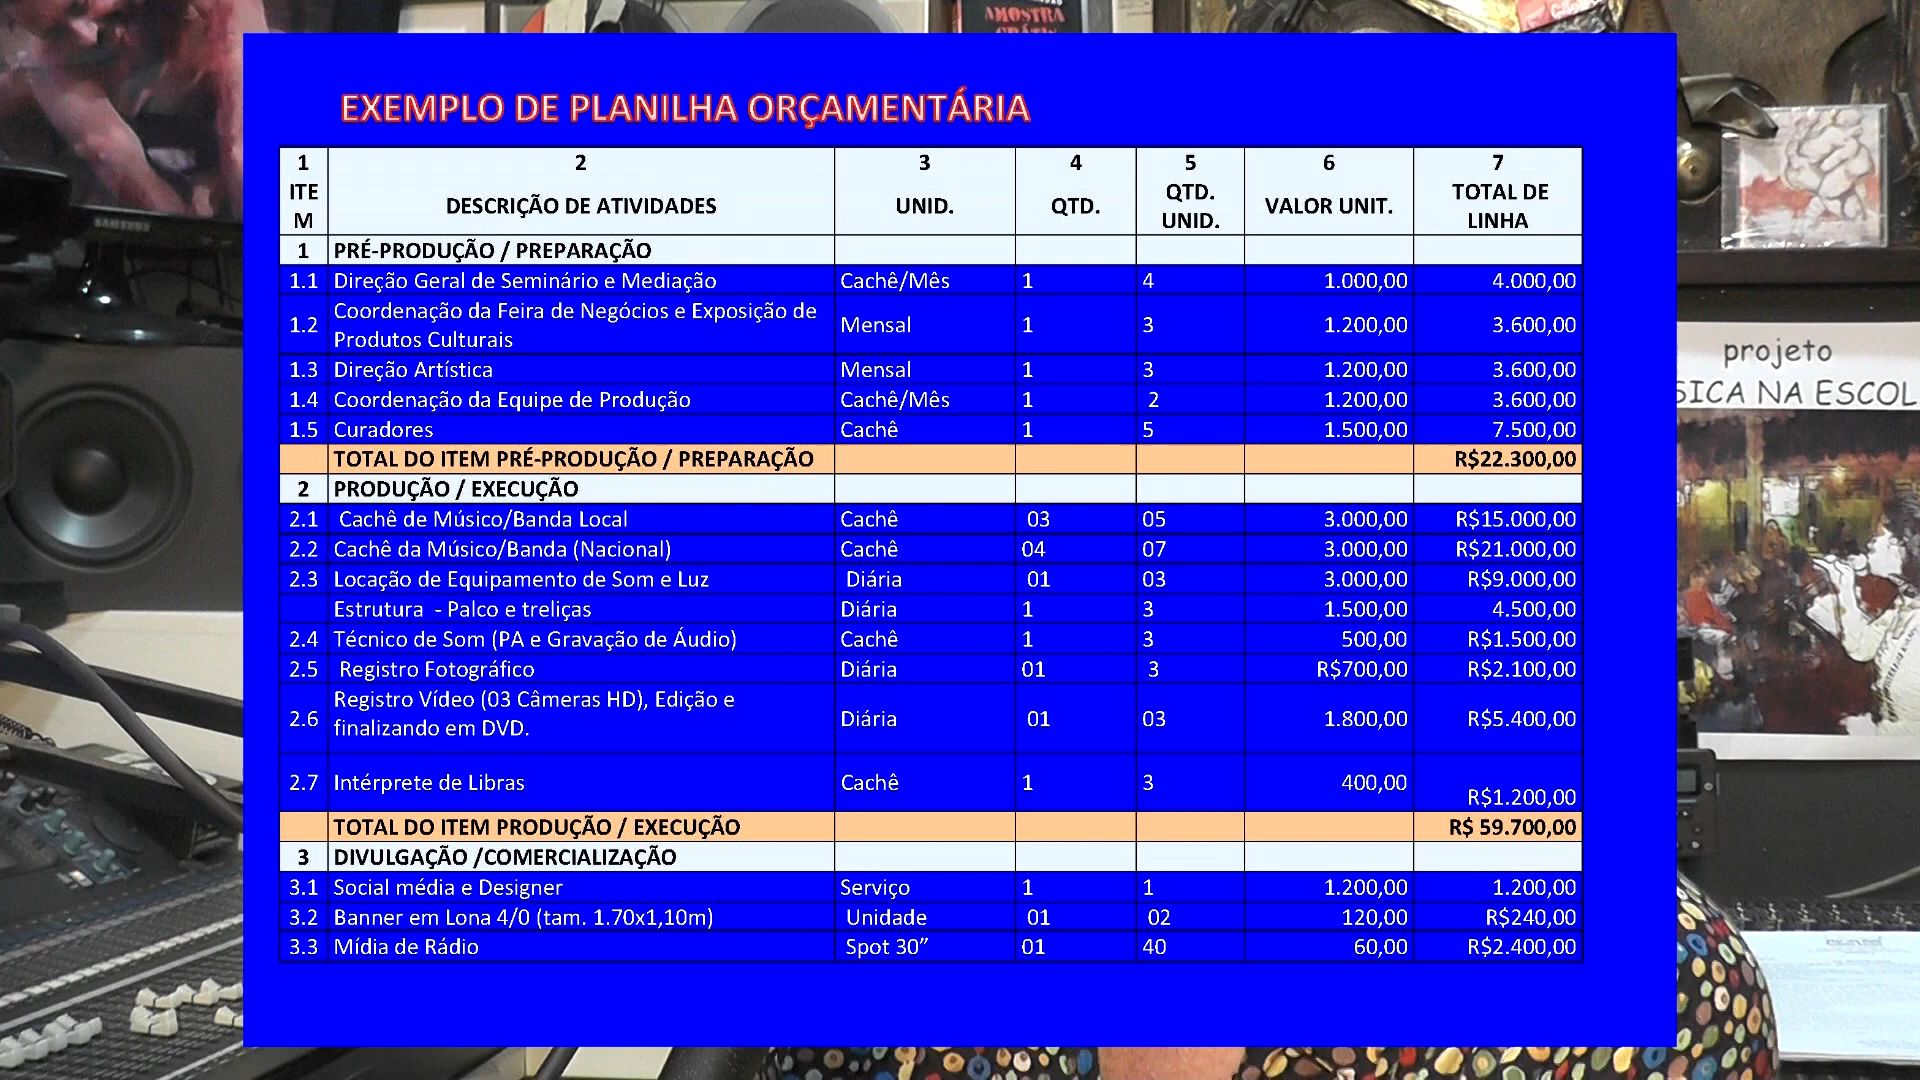 AMOSTRA
GRÁTIS
SAMSUNG
projeto
SICA NA ESCOL
EXEMPLO DE PLANILHA ORÇAMENTÁRIA
1 2 3 4 5 6 7
ITE DESCRIÇÃO DE ATIVIDADES UNID. QTD. QTD. VALOR UNIT. TOTAL DE
M UNID. LINHA
1 PRÉ-PRODUÇÃO / PREPARAÇÃO
1.1 Direção Geral de Seminário e Mediação Cachê/Mês 1 4 1.000,00 4.000,00
1.2 Coordenação da Feira de Negócios e Exposição de
Produtos Culturais Mensal 1 3 1.200,00 3.600,00
1.3 Direção Artística Mensal 1 3 1.200,00 3.600,00
1.4 Coordenação da Equipe de Produção Cachê/Mês 1 2 1.200,00 3.600,00
1.5 Curadores Cachê 1 5 1.500,00 7.500,00
TOTAL DO ITEM PRÉ-PRODUÇÃO / PREPARAÇÃO R$22.300,00
2 PRODUÇÃO / EXECUÇÃO
2.1 Cachê de Músico/Banda Local Cachê 03 05 3.000,00 R$15.000,00
2.2 Cachê da Músico/Banda (Nacional) Cachê 04 07 3.000,00 R$21.000,00
2.3 Locação de Equipamento de Som e Luz Diária 01 03 3.000,00 R$9.000,00
Estrutura - Palco e treliças Diária 1 3 1.500,00 4.500,00
2.4 Técnico de Som (PA e Gravação de Áudio) Cachê 1 3 500,00 R$1.500,00
2.5 Registro Fotográfico Diária 01 3 R$700,00 R$2.100,00
2.6 Registro Vídeo (03 Câmeras HD), Edição e
finalizando em DVD. Diária 01 03 1.800,00 R$5.400,00
2.7 Intérprete de Libras Cachê 1 3 400,00 R$1.200,00
TOTAL DO ITEM PRODUÇÃO / EXECUÇÃO R$ 59.700,00
3 DIVULGAÇÃO /COMERCIALIZAÇÃO
3.1 Social média e Designer Serviço 1 1 1.200,00 1.200,00
3.2 Banner em Lona 4/0 (tam. 1.70x1,10m) Unidade 01 02 120,00 R$240,00
3.3 Mídia de Rádio Spot 30” 01 40 60,00 R$2.400,00